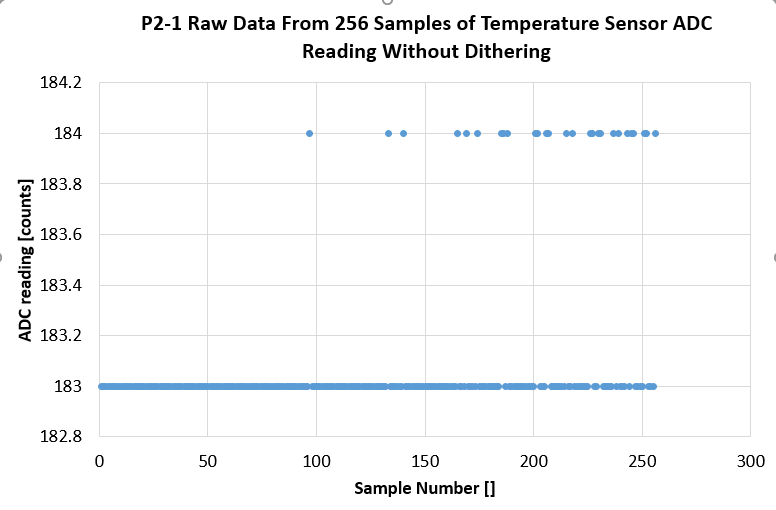 P2-1 Raw Data From 256 Samples of Temperature Sensor ADC
Reading Without Dithering
184.2
184
183.8
183.6
183.4
183.2
183
182.8
ADC reading [counts]
0 50 100 150 200 250 300
Sample Number []